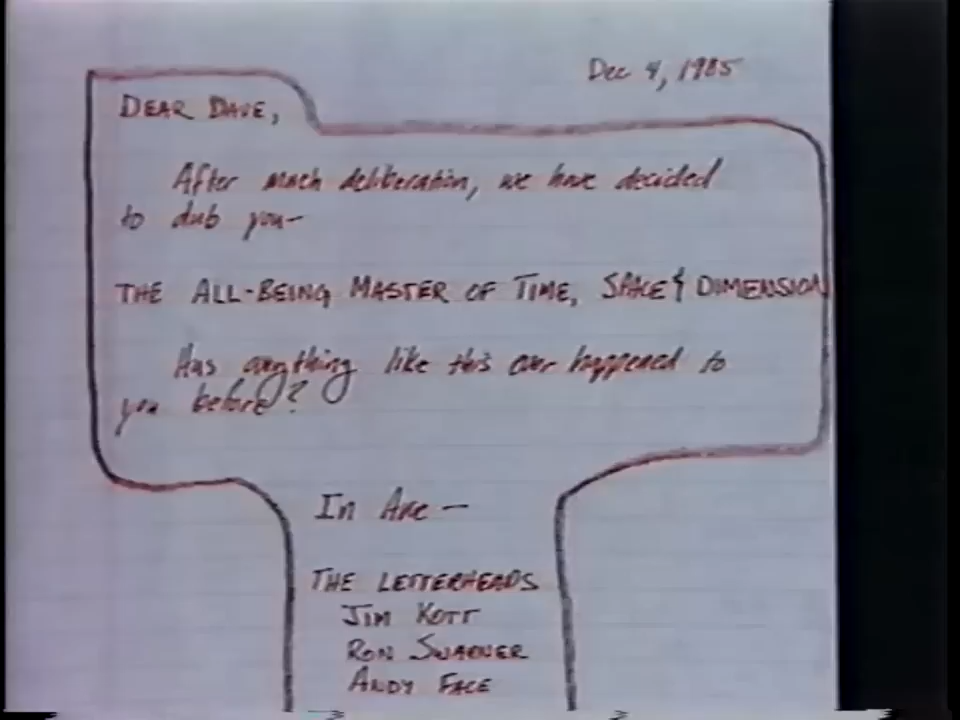 Dec 4, 1985
DEAR DAVE,
After much deliberation, we have decided
to dub you—
THE ALL-BEING MASTER OF TIME, SPACE & DIMENSION
Has anything like this ever happened to
you before?
In Awe —
THE LETTERHEADS
JIM KOTT
RON SWARNER
ANDY FACE